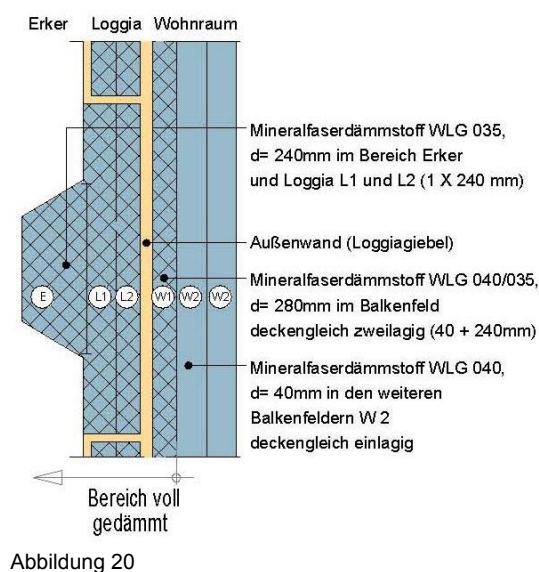 Erker Loggia Wohnraum
Mineralfaserdämmstoff WLG 035,
d= 240mm im Bereich Erker
und Loggia L1 und L2 (1 X 240 mm)
Außenwand (Loggiagiebel)
E L1 L2 W1 W2 W2
Mineralfaserdämmstoff WLG 040/035,
d= 280mm im Balkenfeld
deckengleich zweilagig (40 + 240mm)
Mineralfaserdämmstoff WLG 040,
d= 40mm in den weiteren
Balkenfeldern W 2
deckengleich einlagig
Bereich voll
gedämmt
Abbildung 20